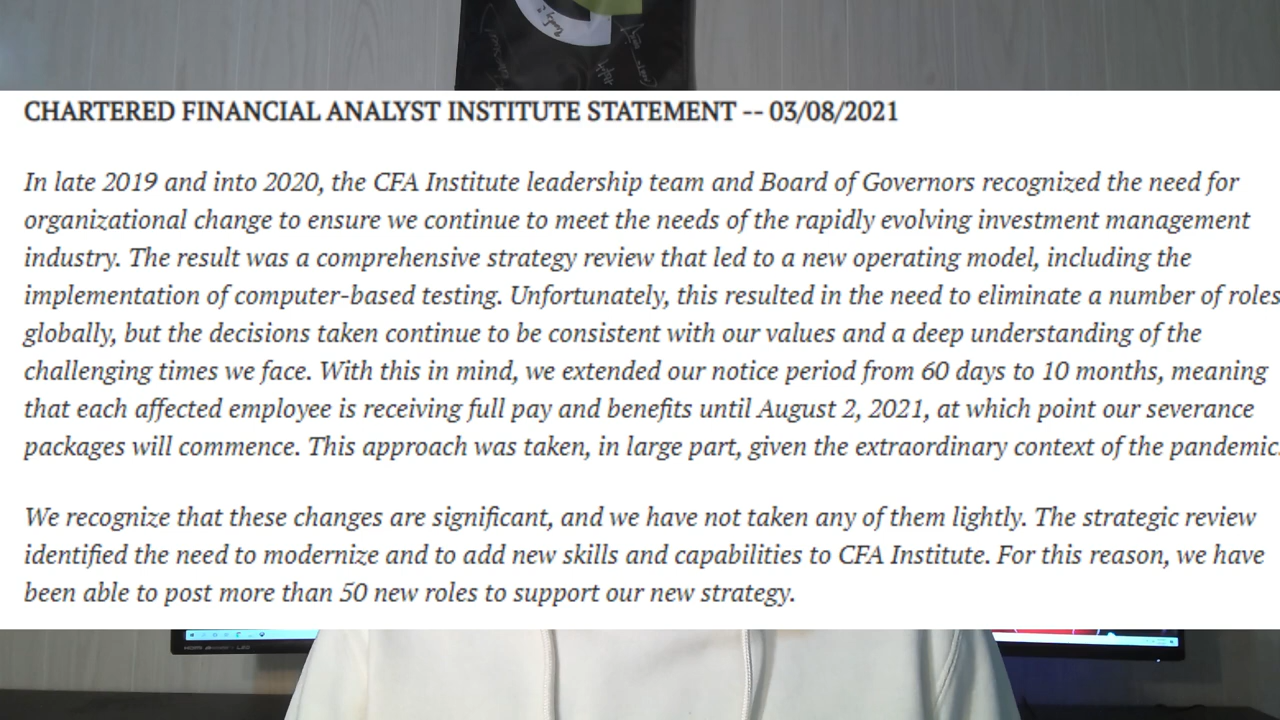 CHARTERED FINANCIAL ANALYST INSTITUTE STATEMENT -- 03/08/2021
In late 2019 and into 2020, the CFA Institute leadership team and Board of Governors recognized the need for
organizational change to ensure we continue to meet the needs of the rapidly evolving investment management
industry. The result was a comprehensive strategy review that led to a new operating model, including the
implementation of computer-based testing. Unfortunately, this resulted in the need to eliminate a number of roles
globally, but the decisions taken continue to be consistent with our values and a deep understanding of the
challenging times we face. With this in mind, we extended our notice period from 60 days to 10 months, meaning
that each affected employee is receiving full pay and benefits until August 2, 2021, at which point our severance
packages will commence. This approach was taken, in large part, given the extraordinary context of the pandemic.
We recognize that these changes are significant, and we have not taken any of them lightly. The strategic review
identified the need to modernize and to add new skills and capabilities to CFA Institute. For this reason, we have
been able to post more than 50 new roles to support our new strategy.